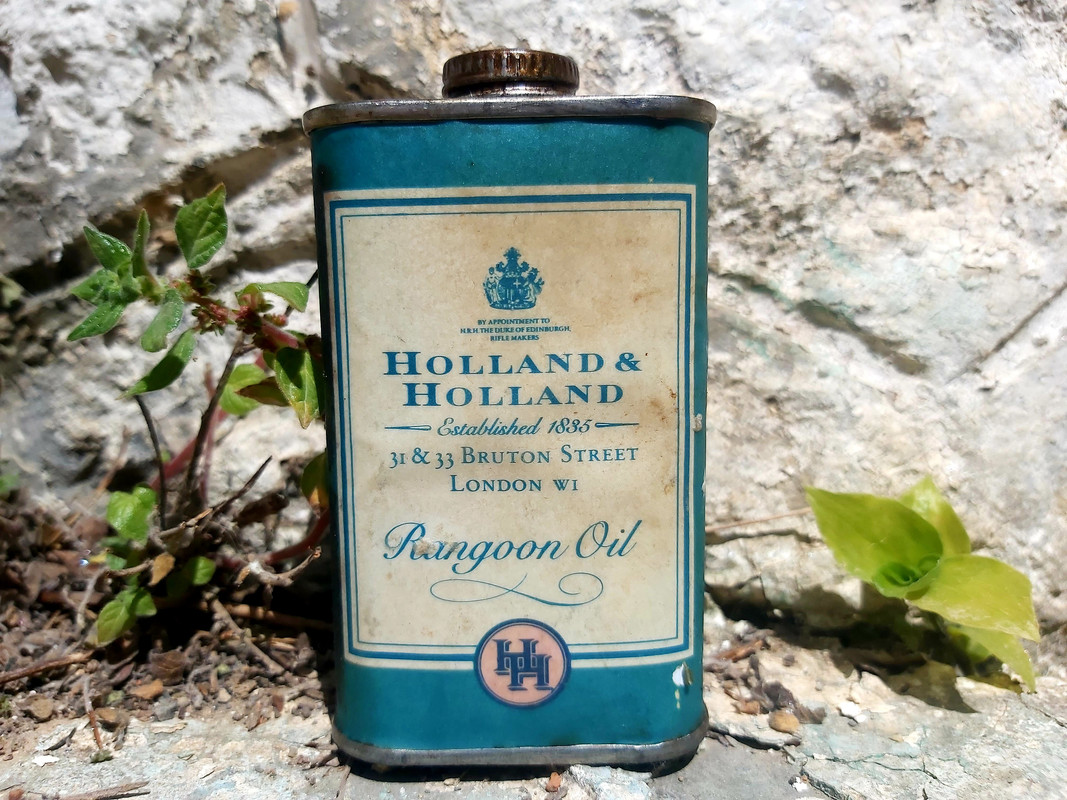 BY APPOINTMENT TO
H.R.H. THE DUKE OF EDINBURGH,
RIFLE MAKERS
HOLLAND &
HOLLAND
Established 1835
31 & 33 BRUTON STREET
LONDON W1
Rangoon Oil
HH